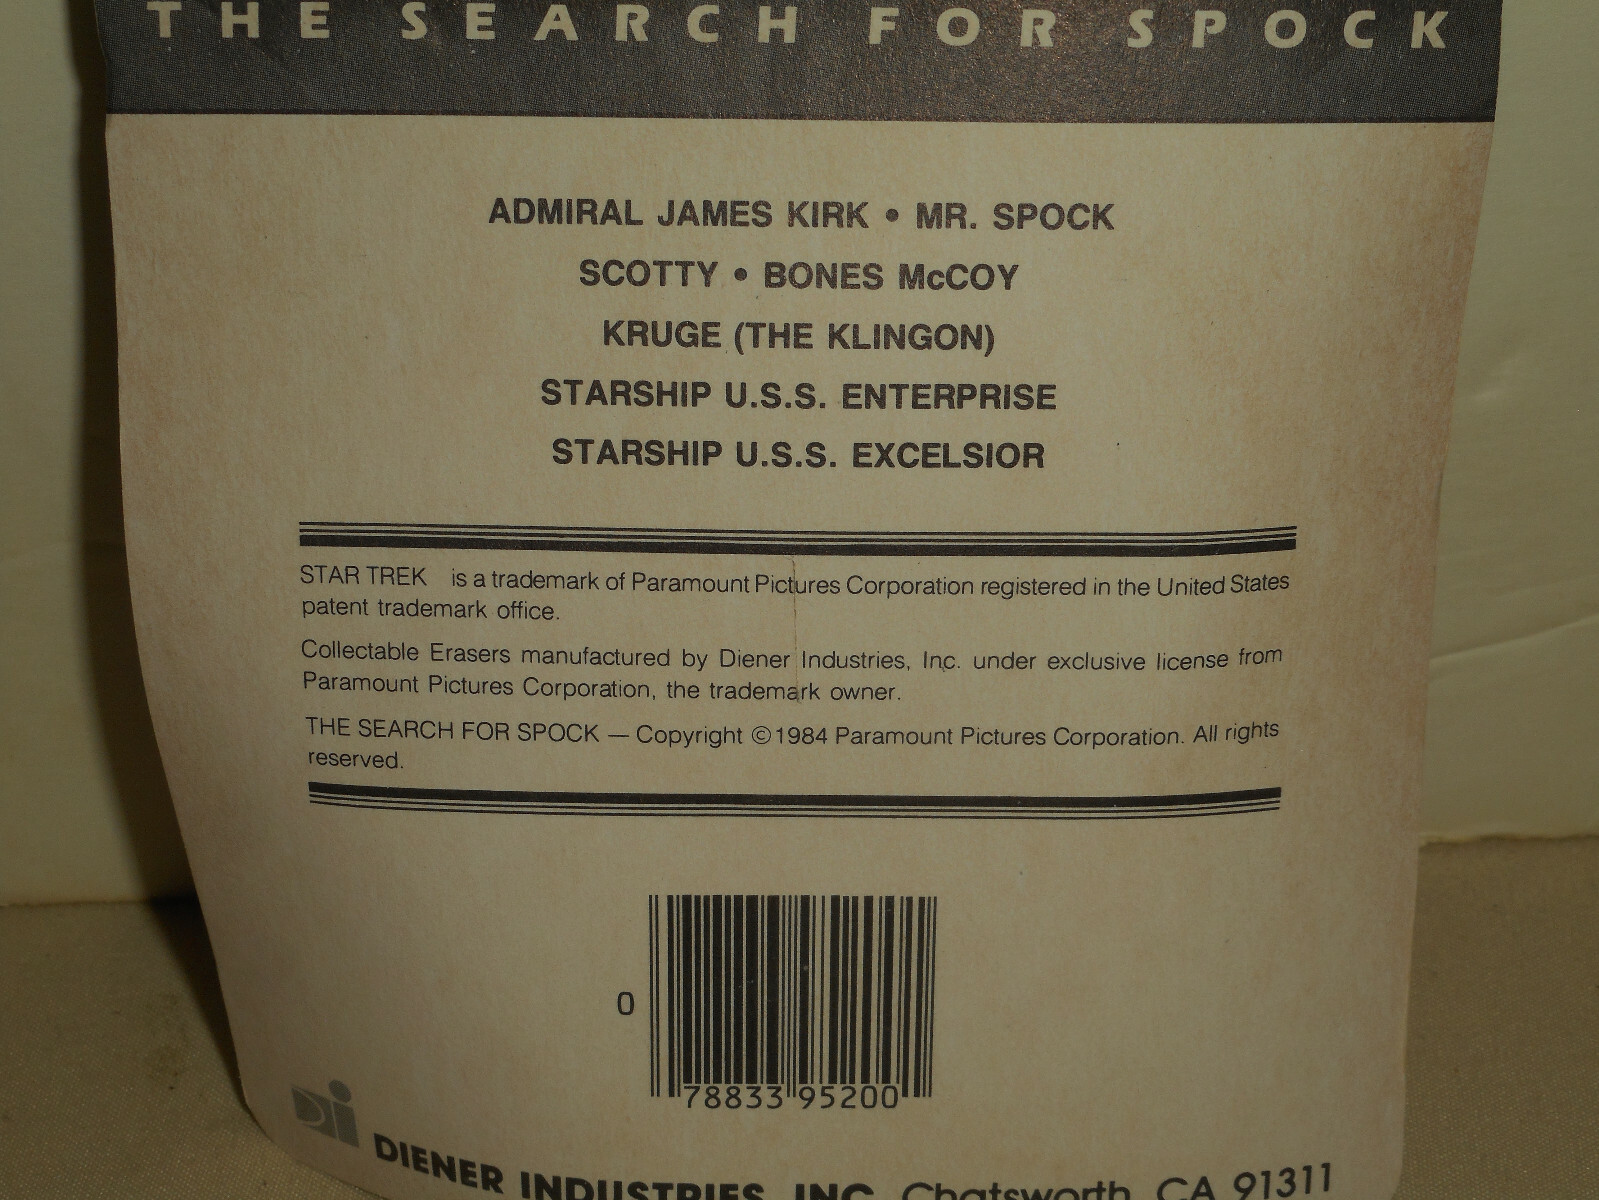 THE SEARCH FOR SPOCK
ADMIRAL JAMES KIRK • MR. SPOCK
SCOTTY • BONES McCOY
KRUGE (THE KLINGON)
STARSHIP U.S.S. ENTERPRISE
STARSHIP U.S.S. EXCELSIOR
STAR TREK is a trademark of Paramount Pictures Corporation registered in the United States
patent trademark office.
Collectable Erasers manufactured by Diener Industries, Inc. under exclusive license from
Paramount Pictures Corporation, the trademark owner.
THE SEARCH FOR SPOCK — Copyright ©1984 Paramount Pictures Corporation. All rights
reserved.
0 78833 95200
Di DIENER INDUSTRIES, INC. Chatsworth, CA 91311